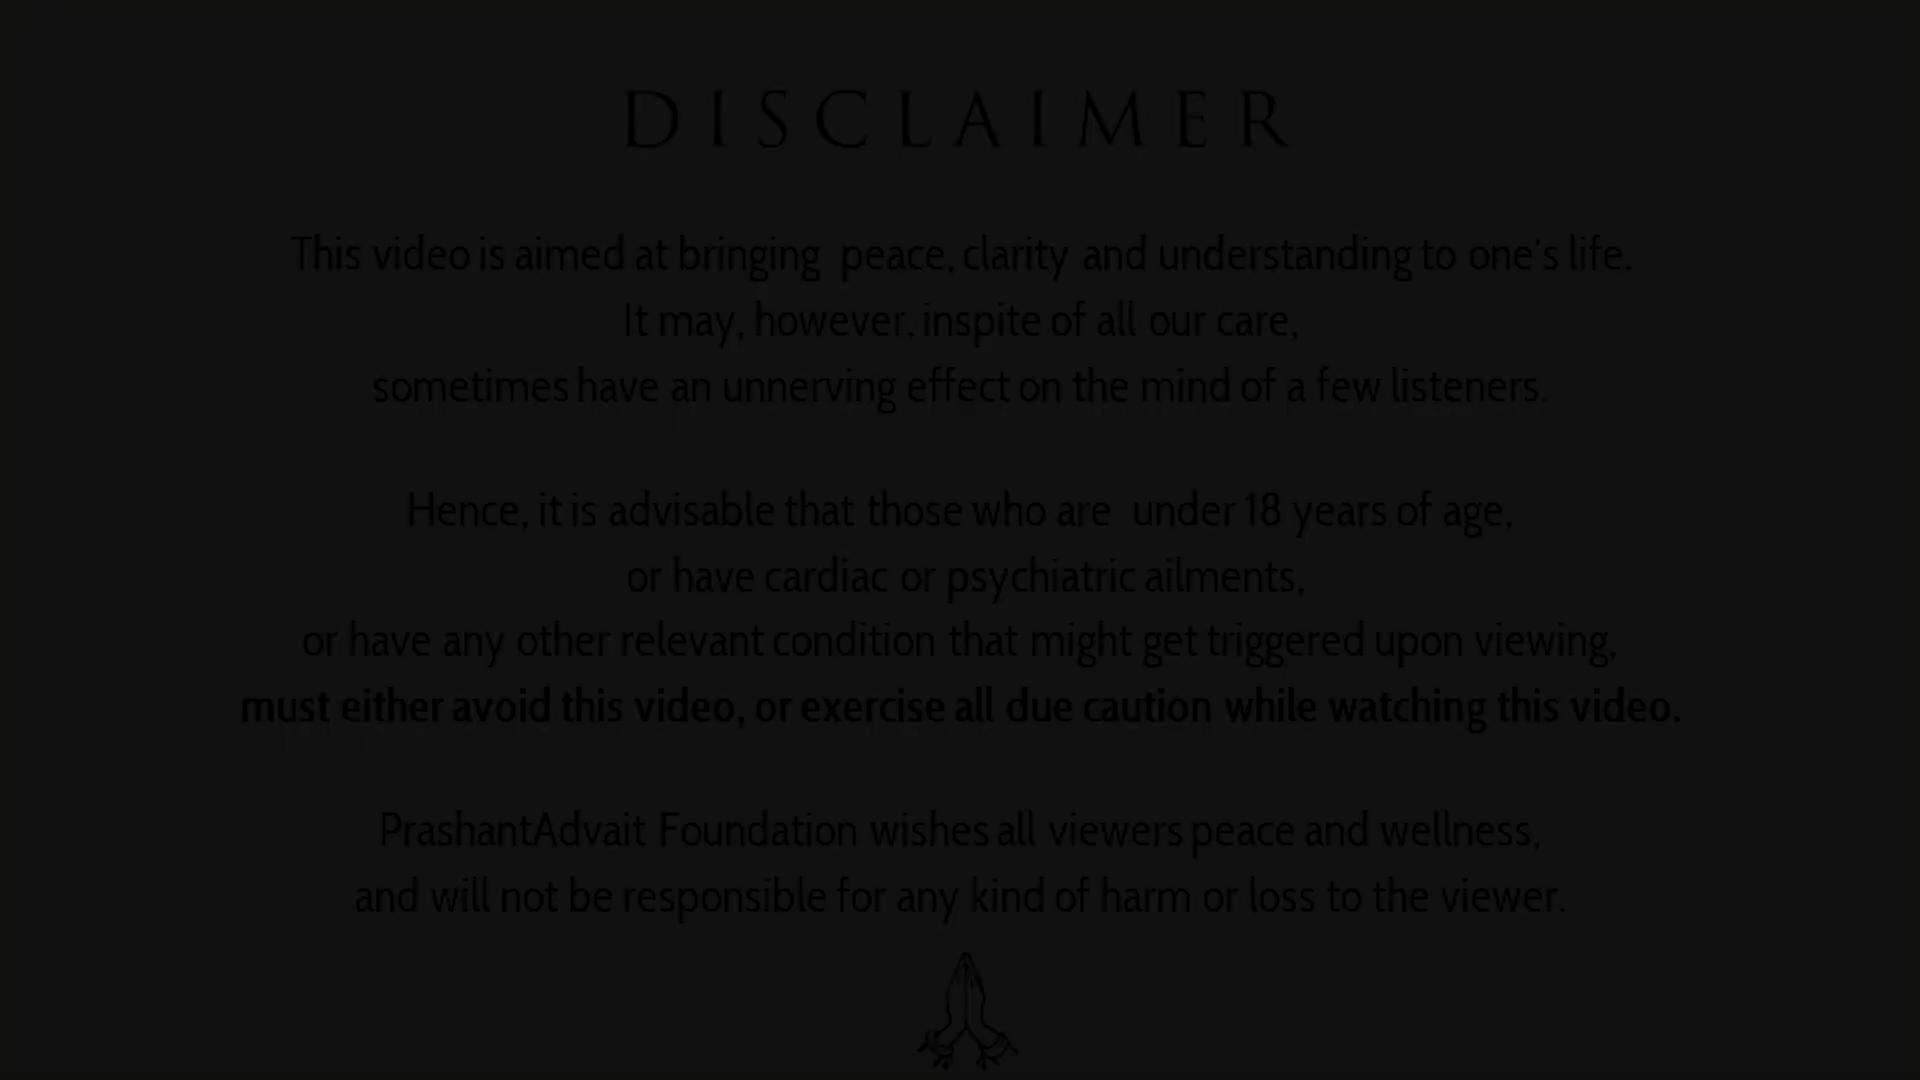 DISCLAIMER
This video is aimed at bringing peace, clarity and understanding to one's life.
It may, however, inspite of all our care,
sometimes have an unnerving effect on the mind of a few listeners.
Hence, it is advisable that those who are under 18 years of age,
or have cardiac or psychiatric ailments,
or have any other relevant condition that might get triggered upon viewing,
must either avoid this video, or exercise all due caution while watching this video.
PrashantAdvait Foundation wishes all viewers peace and wellness,
and will not be responsible for any kind of harm or loss to the viewer.